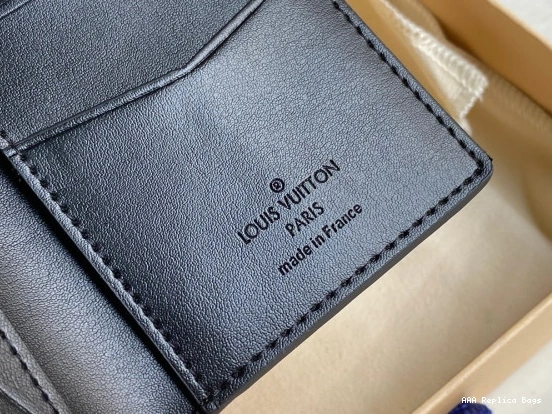 ®
LOUIS VUITTON
PARIS
made in France
AAA Replica Bags